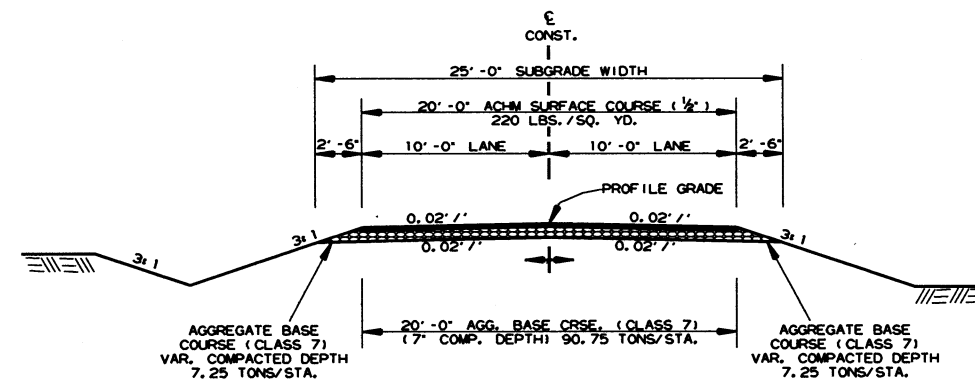 ℄
CONST.
25'-0" SUBGRADE WIDTH
20'-0" ACHM SURFACE COURSE (1/2")
220 LBS./SQ. YD.
2'-6" 10'-0" LANE 10'-0" LANE 2'-6"
PROFILE GRADE
0.02'/' 0.02'/'
3:1 3:1 3:1
0.02'/' 0.02'/'
AGGREGATE BASE
COURSE (CLASS 7)
VAR. COMPACTED DEPTH
7.25 TONS/STA.
20'-0" AGG. BASE CRSE. (CLASS 7)
(7" COMP. DEPTH) 90.75 TONS/STA.
AGGREGATE BASE
COURSE (CLASS 7)
VAR. COMPACTED DEPTH
7.25 TONS/STA.